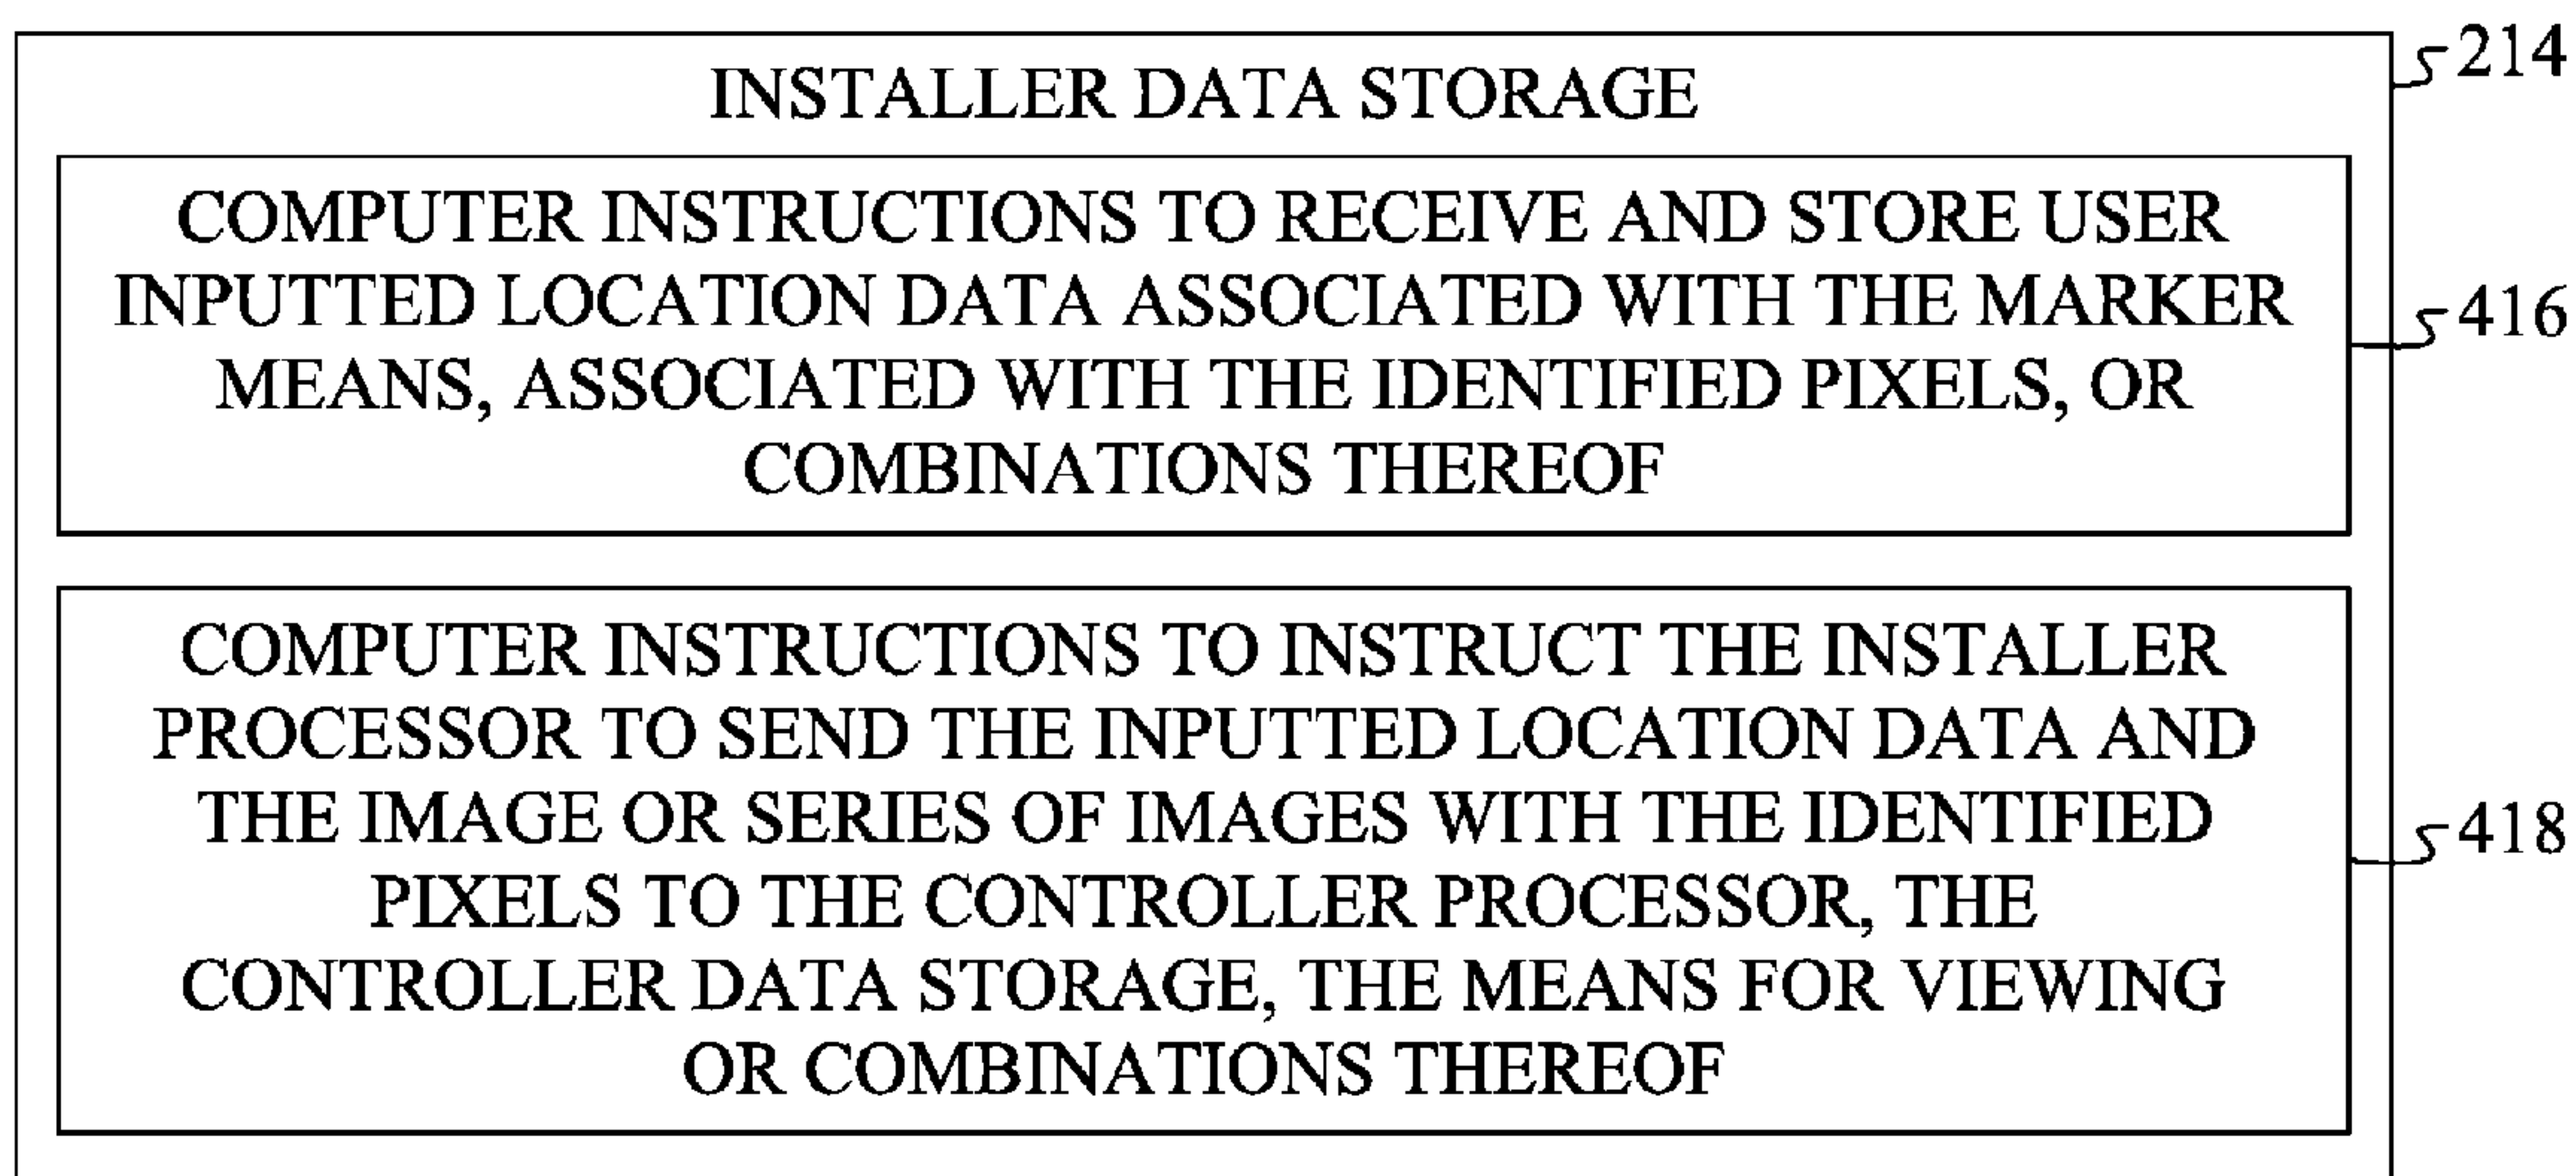 INSTALLER DATA STORAGE
214
COMPUTER INSTRUCTIONS TO RECEIVE AND STORE USER
INPUTTED LOCATION DATA ASSOCIATED WITH THE MARKER
MEANS, ASSOCIATED WITH THE IDENTIFIED PIXELS, OR
COMBINATIONS THEREOF
416
COMPUTER INSTRUCTIONS TO INSTRUCT THE INSTALLER
PROCESSOR TO SEND THE INPUTTED LOCATION DATA AND
THE IMAGE OR SERIES OF IMAGES WITH THE IDENTIFIED
PIXELS TO THE CONTROLLER PROCESSOR, THE
CONTROLLER DATA STORAGE, THE MEANS FOR VIEWING
OR COMBINATIONS THEREOF
418